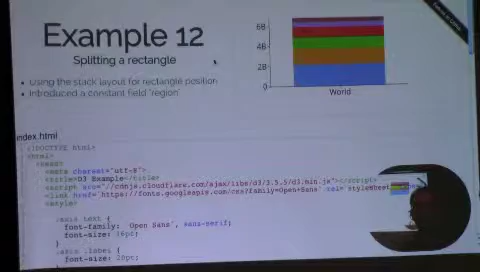 Example 12
Splitting a rectangle
• Using the stack layout for rectangle position
• Introduced a constant field "region"
6B
4B
2B
0
World
index.html
<!DOCTYPE html>
<html>
<head>
<meta charset="utf-8">
<title>D3 Example</title>
<script src="//cdnjs.cloudflare.com/ajax/libs/d3/3.5.5/d3.min.js"></script>
<link href='https://fonts.googleapis.com/css?family=Open+Sans' rel='stylesheet'
<style>
.axis text {
font-family: 'Open Sans', sans-serif;
font-size: 16pt;
}
.axis .label {
font-size: 20pt;